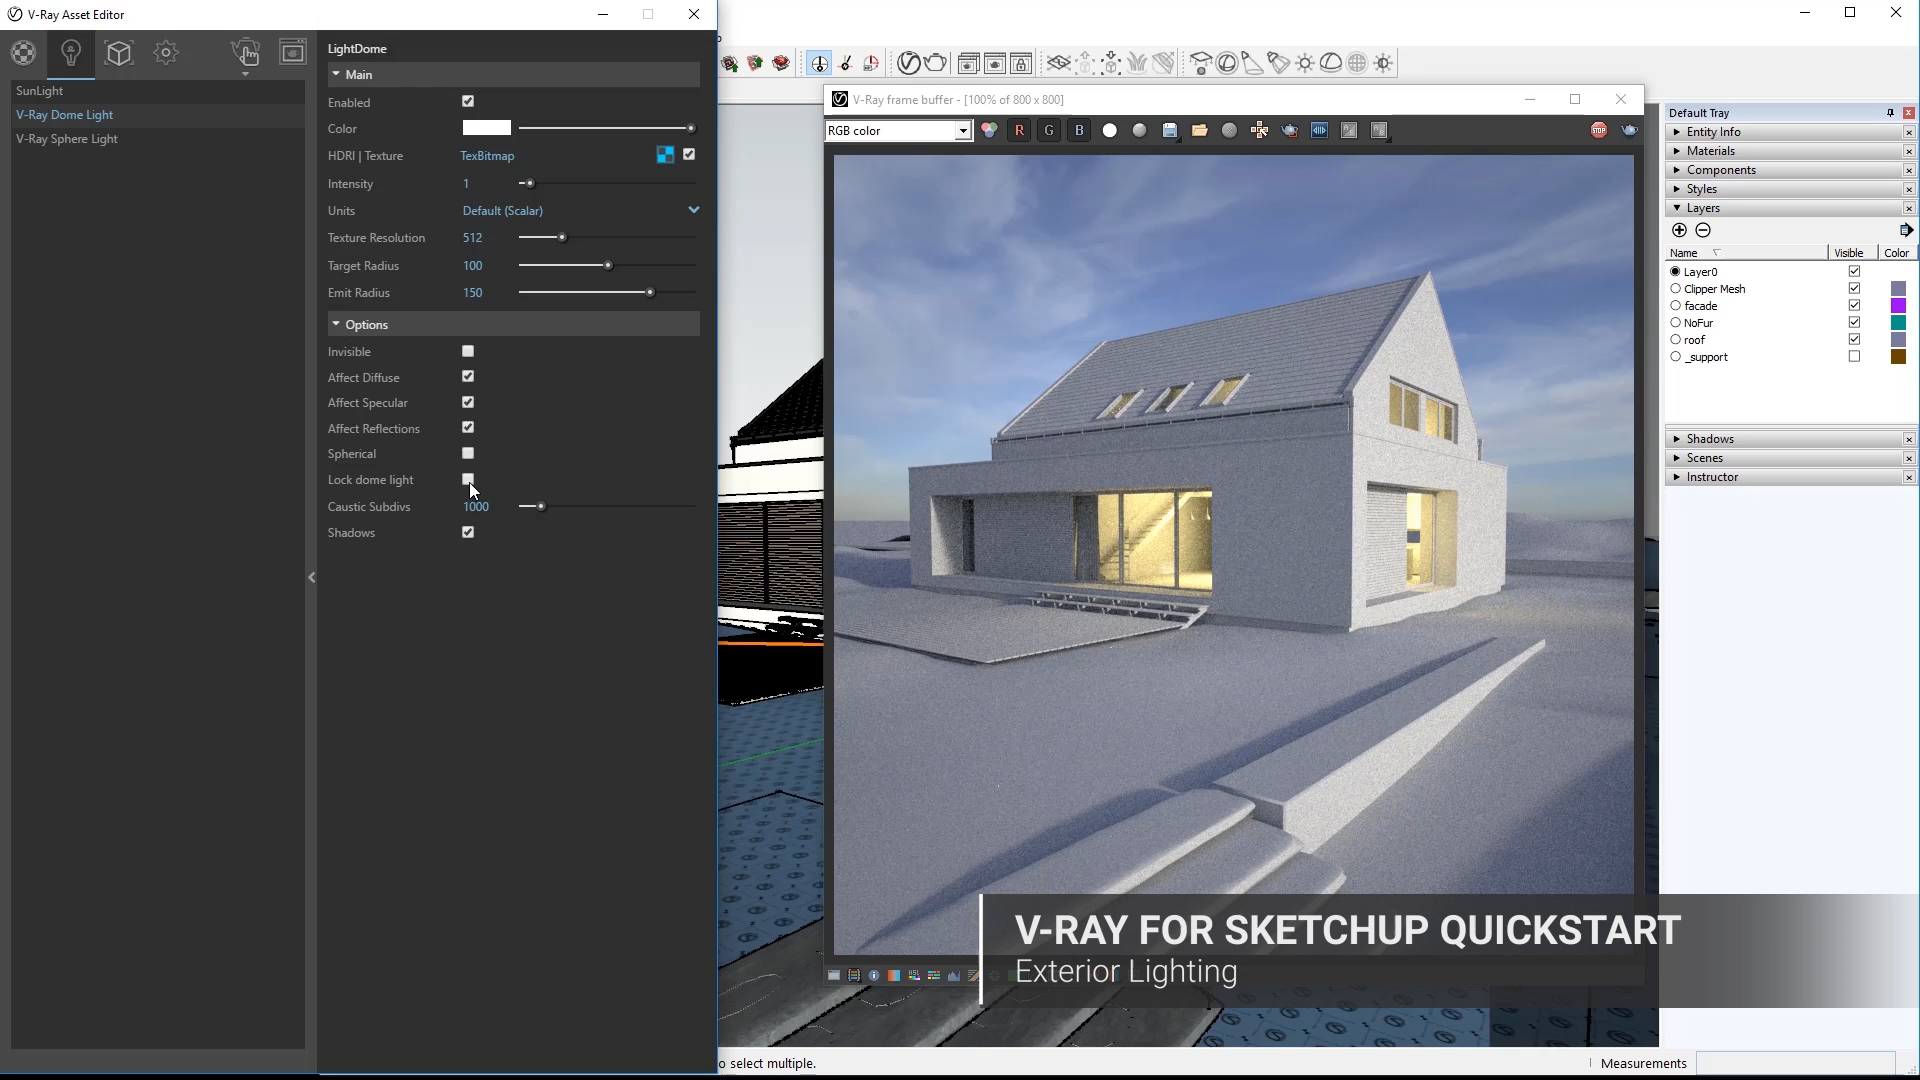 V-Ray Asset Editor
SunLight
V-Ray Dome Light
V-Ray Sphere Light
LightDome
Main
Enabled
Color
HDRI | Texture TexBitmap
Intensity 1
Units Default (Scalar)
Texture Resolution 512
Target Radius 100
Emit Radius 150
Options
Invisible
Affect Diffuse
Affect Specular
Affect Reflections
Spherical
Lock dome light
Caustic Subdivs 1000
Shadows
V-Ray frame buffer - [100% of 800 x 800]
RGB color
R G B
STOP
HSL
Default Tray
Entity Info
Materials
Components
Styles
Layers
Name Visible Color
Layer0
Clipper Mesh
facade
NoFur
roof
_support
Shadows
Scenes
Instructor
V-RAY FOR SKETCHUP QUICKSTART
Exterior Lighting
o select multiple.
Measurements